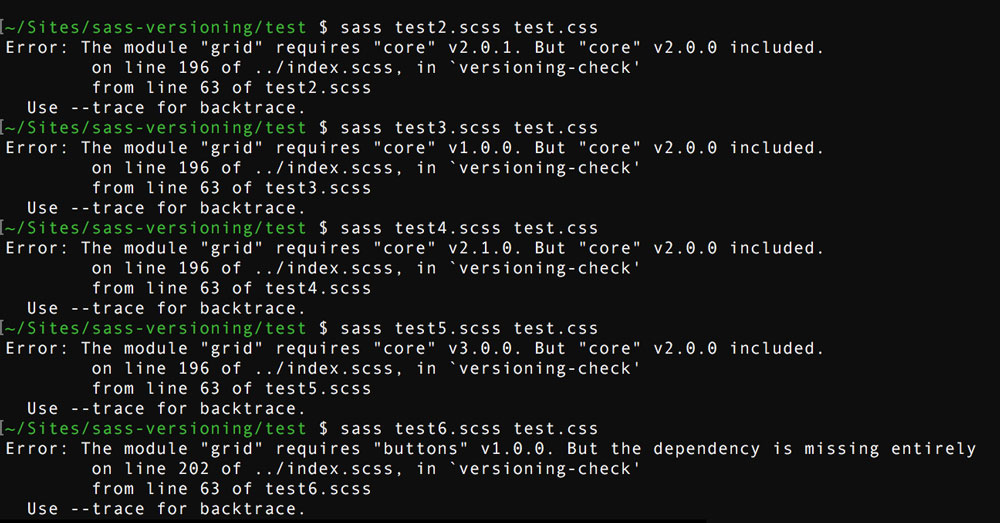 [~/Sites/sass-versioning/test $ sass test2.scss test.css
Error: The module "grid" requires "core" v2.0.1. But "core" v2.0.0 included.
        on line 196 of ../index.scss, in `versioning-check'
        from line 63 of test2.scss
  Use --trace for backtrace.
[~/Sites/sass-versioning/test $ sass test3.scss test.css
Error: The module "grid" requires "core" v1.0.0. But "core" v2.0.0 included.
        on line 196 of ../index.scss, in `versioning-check'
        from line 63 of test3.scss
  Use --trace for backtrace.
[~/Sites/sass-versioning/test $ sass test4.scss test.css
Error: The module "grid" requires "core" v2.1.0. But "core" v2.0.0 included.
        on line 196 of ../index.scss, in `versioning-check'
        from line 63 of test4.scss
  Use --trace for backtrace.
[~/Sites/sass-versioning/test $ sass test5.scss test.css
Error: The module "grid" requires "core" v3.0.0. But "core" v2.0.0 included.
        on line 196 of ../index.scss, in `versioning-check'
        from line 63 of test5.scss
  Use --trace for backtrace.
[~/Sites/sass-versioning/test $ sass test6.scss test.css
Error: The module "grid" requires "buttons" v1.0.0. But the dependency is missing entirely
        on line 202 of ../index.scss, in `versioning-check'
        from line 63 of test6.scss
  Use --trace for backtrace.